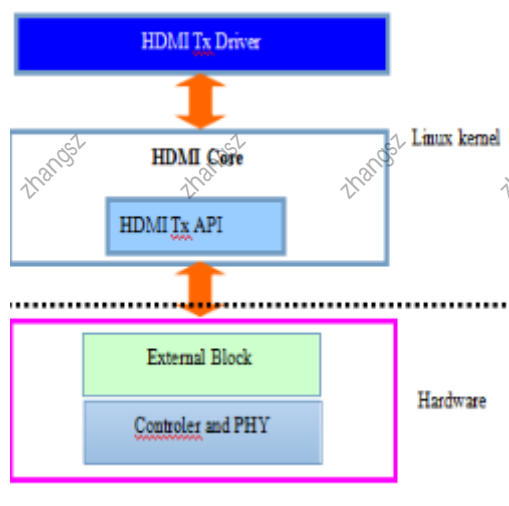 HDMI Tx Driver
Linux kernel
HDMI Core
zhangsz
zhangsz
zhangsz
HDMI Tx API
External Block
Controler and PHY
Hardware